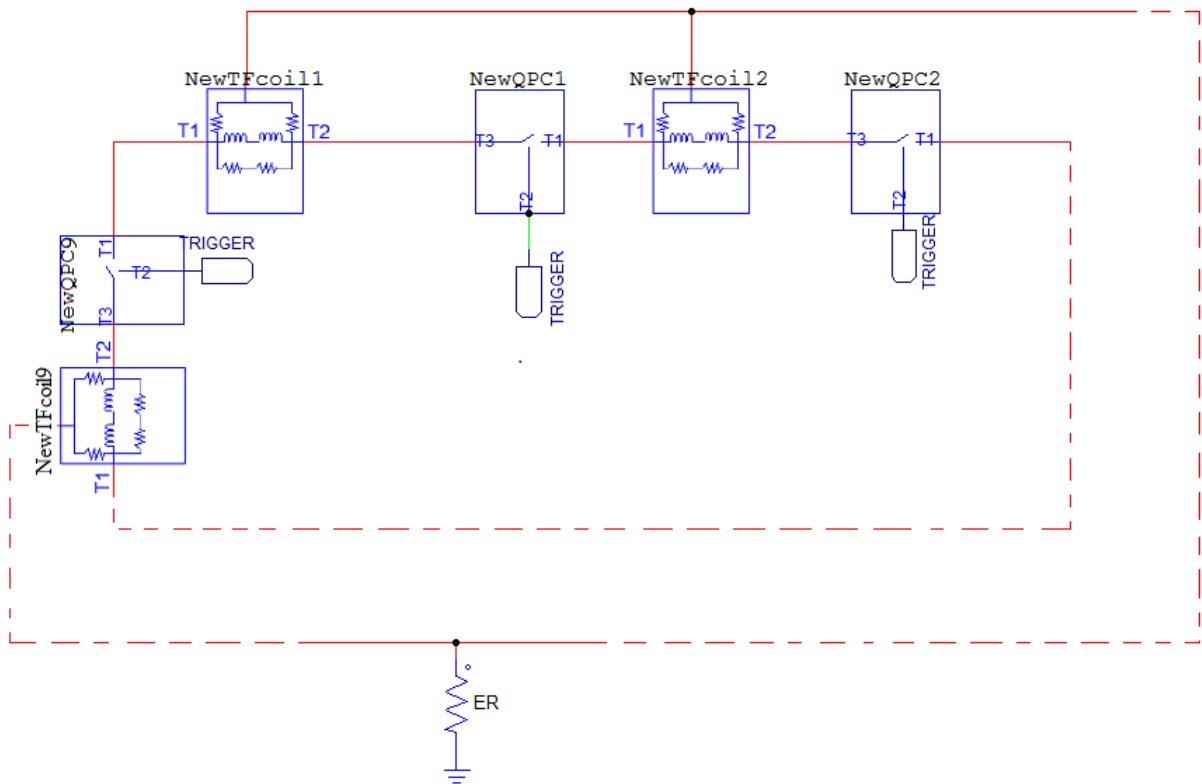 NewTFcoil1
NewQPC1
NewTFcoil2
NewQPC2
T1
T2
T3
T1
T1
T2
T3
T1
T2
T2
TRIGGER
TRIGGER
NewQPC9
T1
T2
T3
TRIGGER
NewTFcoil9
T2
T1
ER